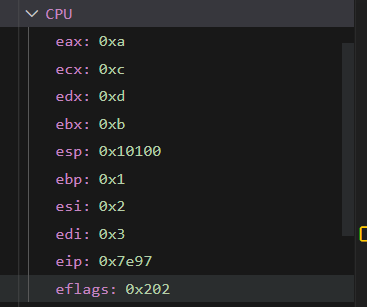 CPU
eax: 0xa
ecx: 0xc
edx: 0xd
ebx: 0xb
esp: 0x10100
ebp: 0x1
esi: 0x2
edi: 0x3
eip: 0x7e97
eflags: 0x202